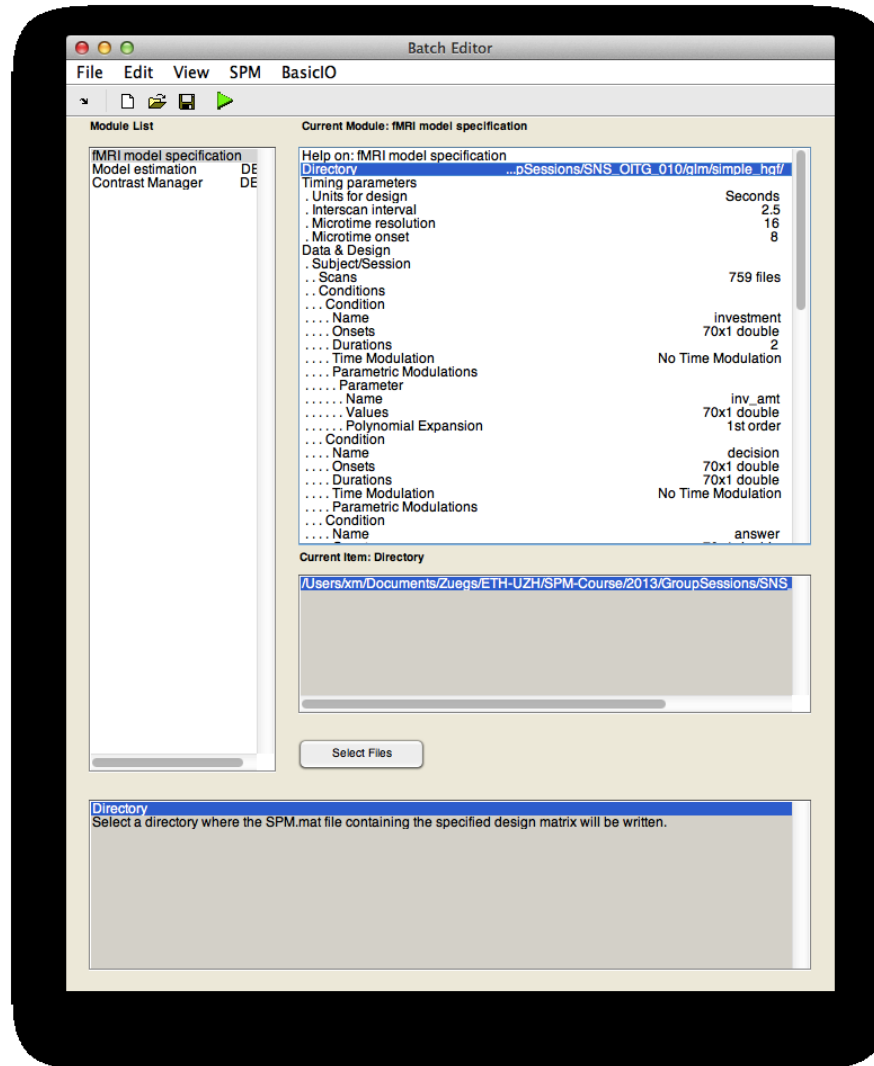 Batch Editor
File Edit View SPM BasicIO
Module List
Current Module: fMRI model specification
fMRI model specification
Model estimation DE
Contrast Manager DE
Help on: fMRI model specification
Directory ...pSessions/SNS_OITG_010/glm/simple_hgf/
Timing parameters
. Units for design Seconds
. Interscan interval 2.5
. Microtime resolution 16
. Microtime onset 8
Data & Design
. Subject/Session
. . Scans 759 files
. . Conditions
. . . Condition
. . . . Name investment
. . . . Onsets 70x1 double
. . . . Durations 2
. . . . Time Modulation No Time Modulation
. . . . Parametric Modulations
. . . . . Parameter
. . . . . . Name inv_amt
. . . . . . Values 70x1 double
. . . . . . Polynomial Expansion 1st order
. . . Condition
. . . . Name decision
. . . . Onsets 70x1 double
. . . . Durations 70x1 double
. . . . Time Modulation No Time Modulation
. . . . Parametric Modulations
. . . Condition
. . . . Name answer
Current Item: Directory
/Users/xm/Documents/Zuegs/ETH-UZH/SPM-Course/2013/GroupSessions/SNS
Select Files
Directory
Select a directory where the SPM.mat file containing the specified design matrix will be written.